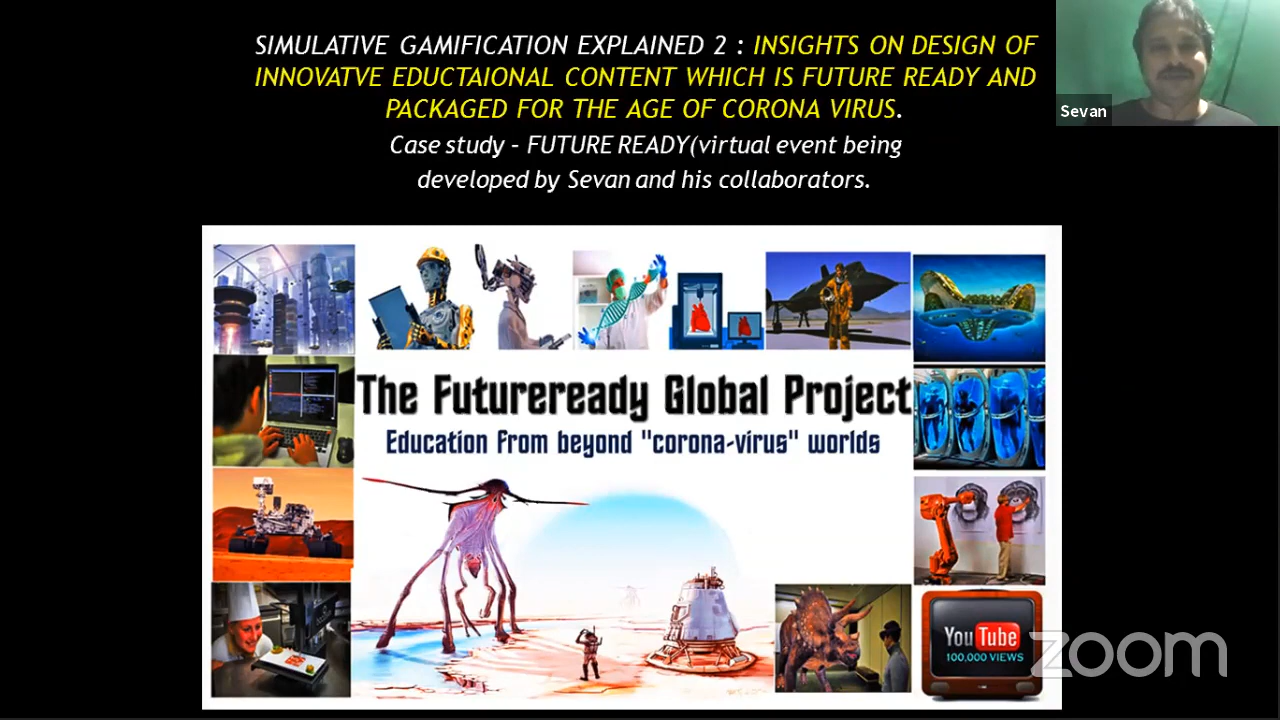 SIMULATIVE GAMIFICATION EXPLAINED 2 : INSIGHTS ON DESIGN OF
INNOVATVE EDUCTAIONAL CONTENT WHICH IS FUTURE READY AND
PACKAGED FOR THE AGE OF CORONA VIRUS.
Case study – FUTURE READY(virtual event being
developed by Sevan and his collaborators.
Sevan
The Futureready Global Project
Education from beyond "corona-virus" worlds
YouTube
100,000 VIEWS
zoom